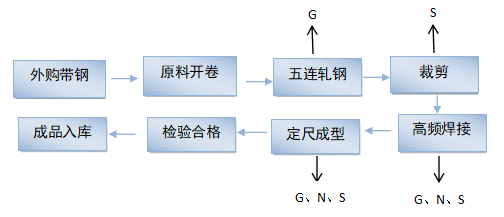 G
S
外购带钢
原料开卷
五连轧钢
裁剪
成品入库
检验合格
定尺成型
高频焊接
G、N、S
G、N、S